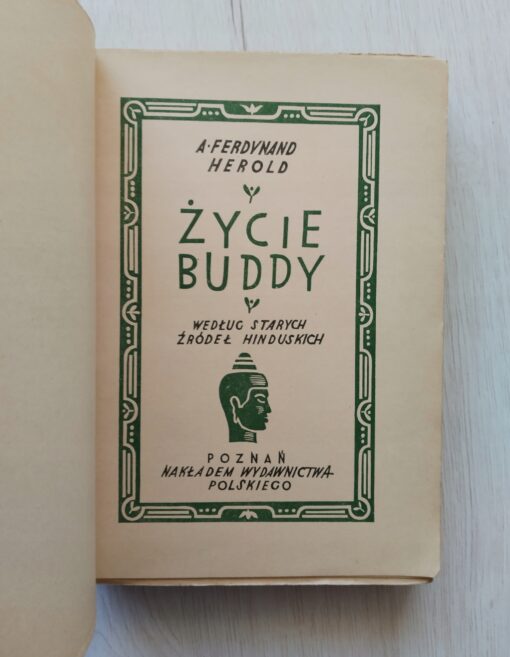 A·FERDYNAND
HEROLD
ŻYCIE
BUDDY
WEDŁUG STARYCH
ŹRÓDEŁ HINDUSKICH
POZNAŃ
NAKŁADEM WYDAWNICTWA
POLSKIEGO